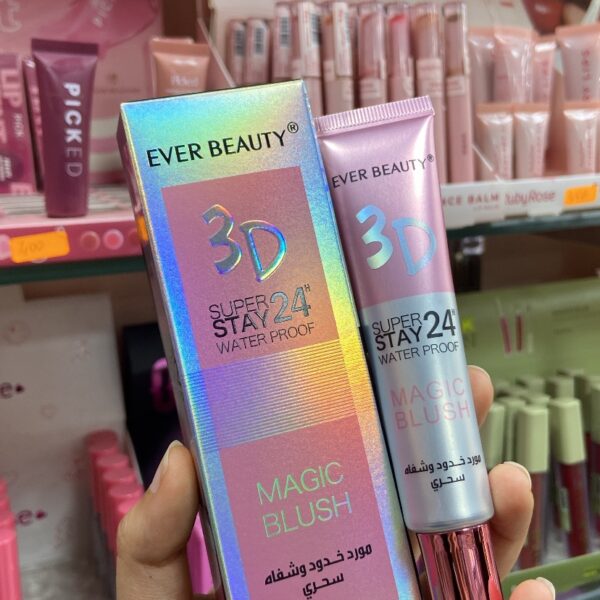 EVER BEAUTY®
3D
SUPER
STAY 24H
WATER PROOF
MAGIC
BLUSH
مورد خدود وشفاه
سحري
EVER BEAUTY®
3D
SUPER
STAY 24H
WATER PROOF
MAGIC
BLUSH
مورد خدود وشفاه
سحري
PICKED
RubyRose